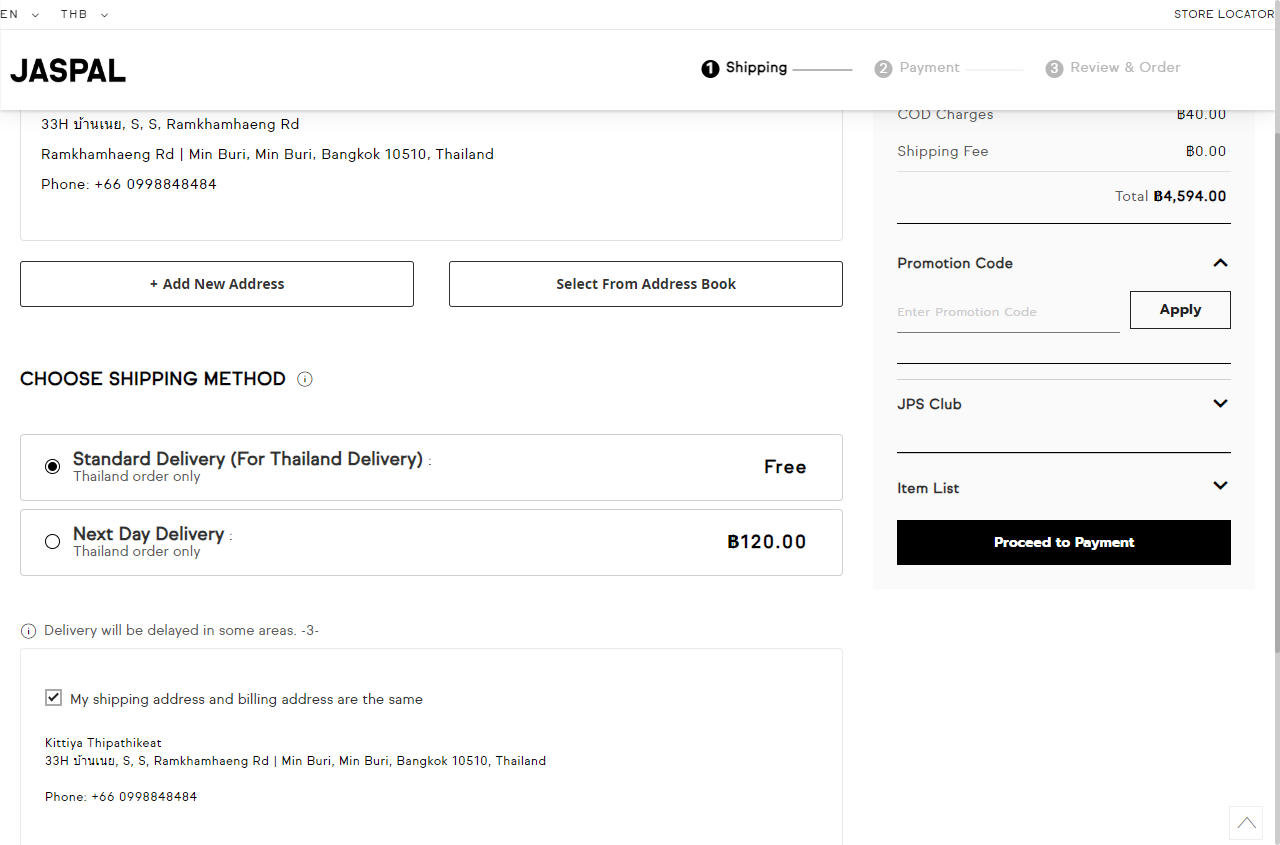 EN THB STORE LOCATOR
JASPAL
1 Shipping 2 Payment 3 Review & Order
33H บ้านเนย, S, S, Ramkhamhaeng Rd
Ramkhamhaeng Rd | Min Buri, Min Buri, Bangkok 10510, Thailand
Phone: +66 0998848484
+ Add New Address
Select From Address Book
CHOOSE SHIPPING METHOD
Standard Delivery (For Thailand Delivery) :
Thailand order only
Free
Next Day Delivery :
Thailand order only
฿120.00
Delivery will be delayed in some areas. -3-
My shipping address and billing address are the same
Kittiya Thipathikeat
33H บ้านเนย, S, S, Ramkhamhaeng Rd | Min Buri, Min Buri, Bangkok 10510, Thailand
Phone: +66 0998848484
COD Charges ฿40.00
Shipping Fee ฿0.00
Total ฿4,594.00
Promotion Code
Enter Promotion Code
Apply
JPS Club
Item List
Proceed to Payment